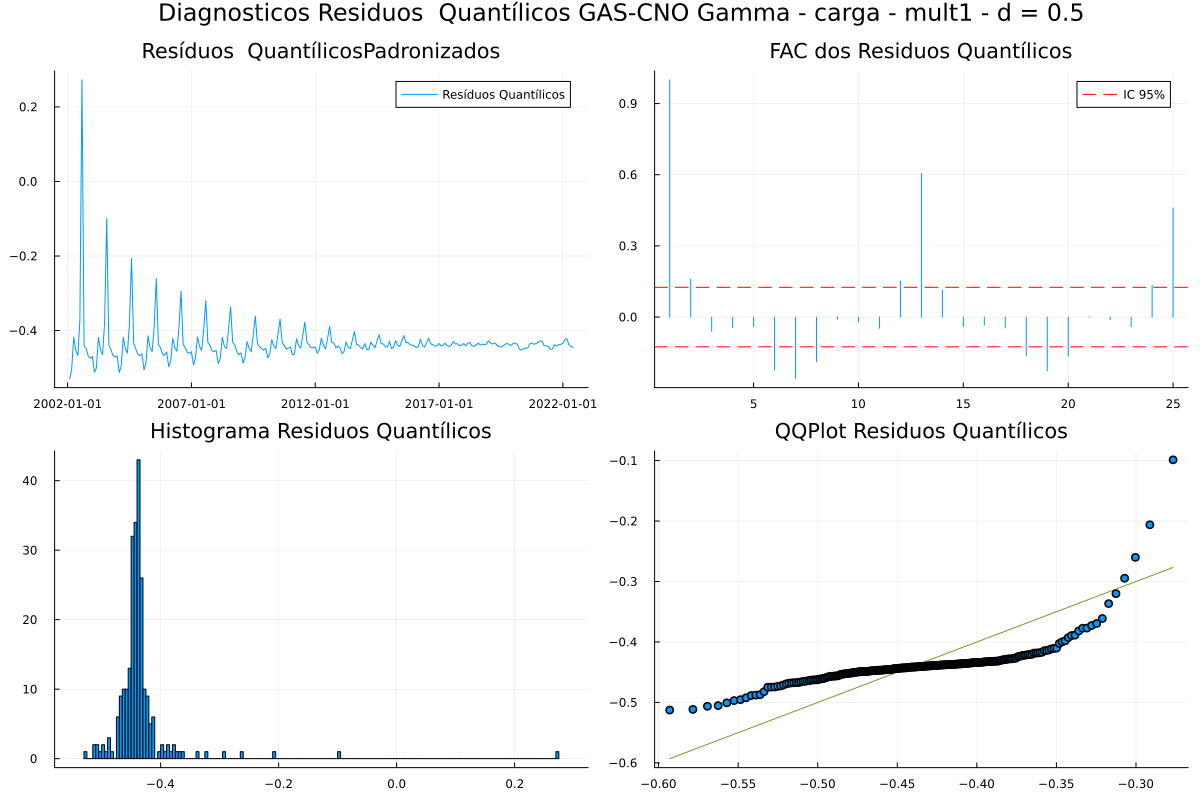 Diagnosticos Residuos  Quantílicos GAS-CNO Gamma - carga - mult1 - d = 0.5
Resíduos  QuantílicosPadronizados
0.2
0.0
−0.2
−0.4
Resíduos Quantílicos
2002-01-01 2007-01-01 2012-01-01 2017-01-01 2022-01-01
FAC dos Residuos Quantílicos
0.9
0.6
0.3
0.0
IC 95%
5 10 15 20 25
Histograma Residuos Quantílicos
40
30
20
10
0
−0.4 −0.2 0.0 0.2
QQPlot Residuos Quantílicos
−0.1
−0.2
−0.3
−0.4
−0.5
−0.6
−0.60 −0.55 −0.50 −0.45 −0.40 −0.35 −0.30